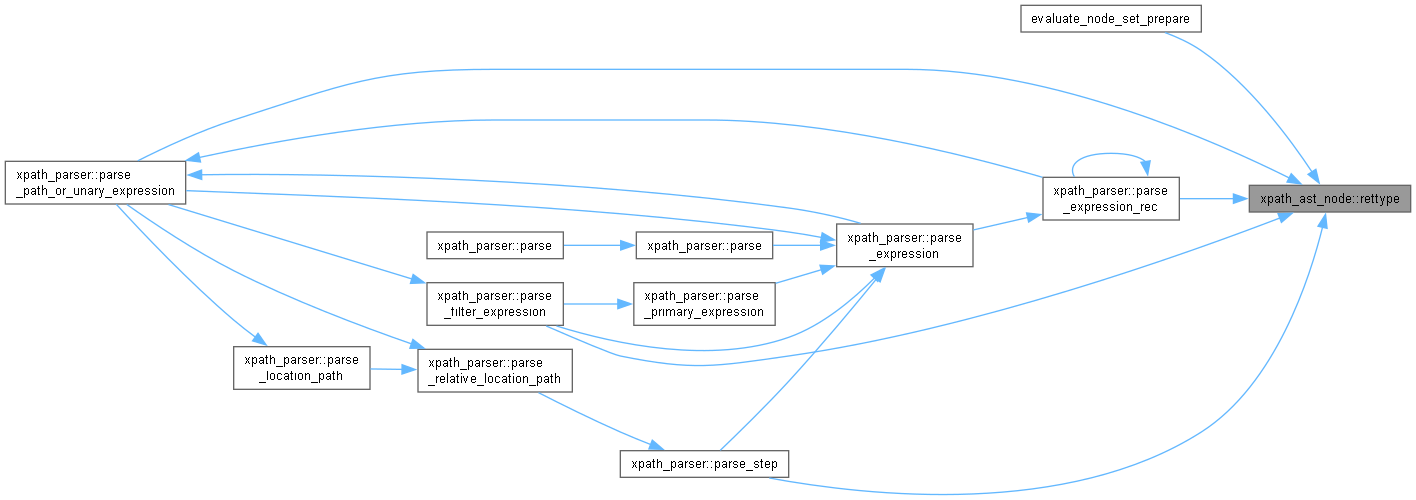 evaluate_node_set_prepare
xpath_parser::parse
_path_or_unary_expression
xpath_parser::parse
_expression_rec
xpath_ast_node::rettype
xpath_parser::parse
xpath_parser::parse
xpath_parser::parse
_expression
xpath_parser::parse
_filter_expression
xpath_parser::parse
_primary_expression
xpath_parser::parse
_location_path
xpath_parser::parse
_relative_location_path
xpath_parser::parse_step